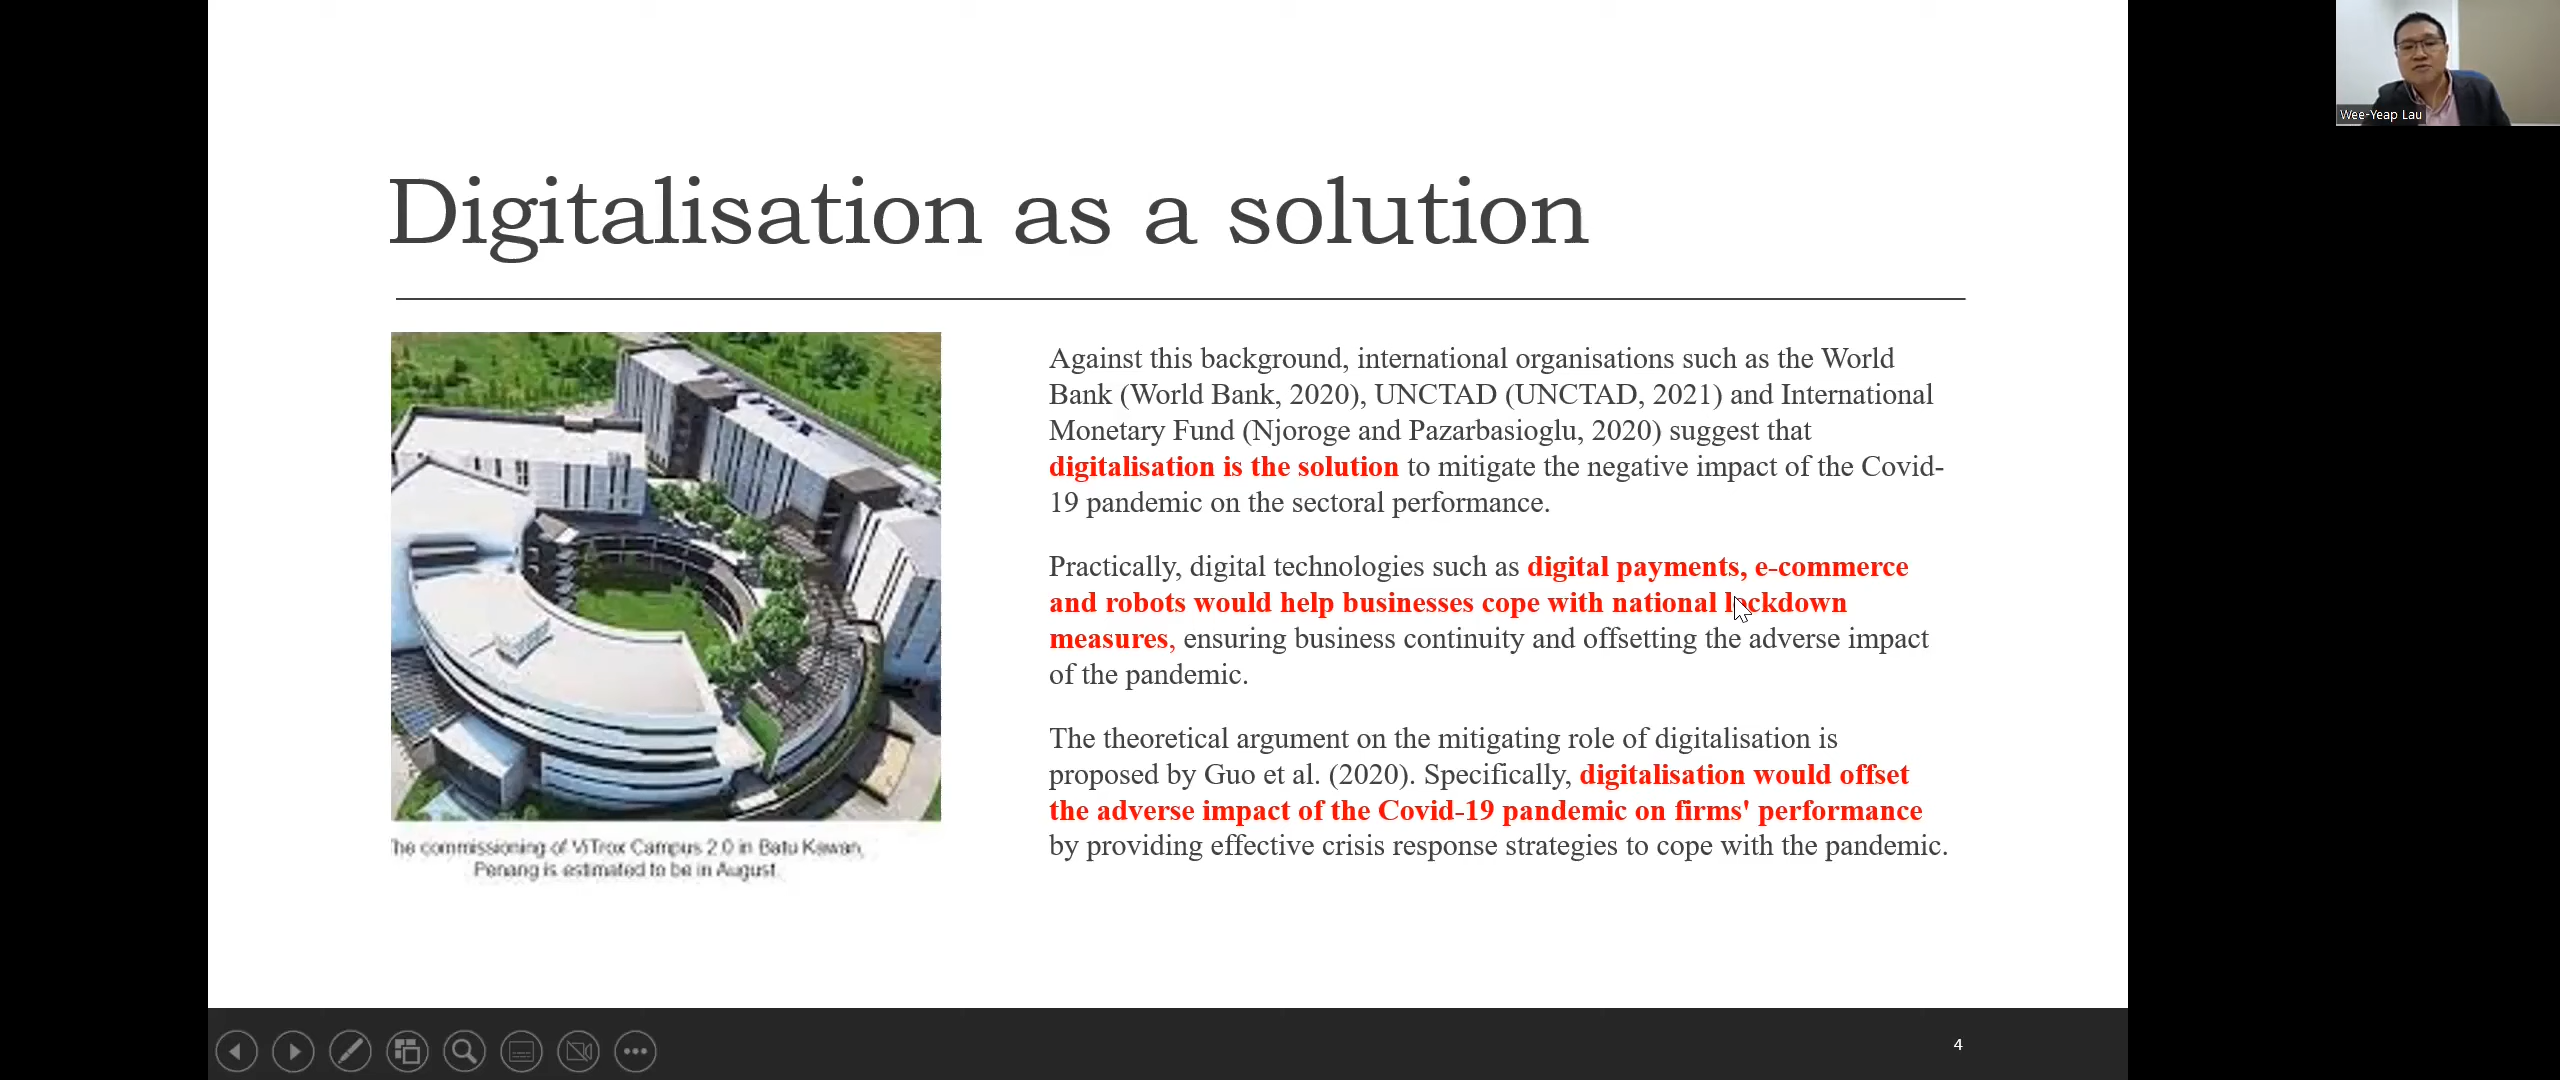 Wee-Yeap Lau
Digitalisation as a solution
Against this background, international organisations such as the World
Bank (World Bank, 2020), UNCTAD (UNCTAD, 2021) and International
Monetary Fund (Njoroge and Pazarbasioglu, 2020) suggest that
digitalisation is the solution to mitigate the negative impact of the Covid-
19 pandemic on the sectoral performance.
Practically, digital technologies such as digital payments, e-commerce
and robots would help businesses cope with national lockdown
measures, ensuring business continuity and offsetting the adverse impact
of the pandemic.
The theoretical argument on the mitigating role of digitalisation is
proposed by Guo et al. (2020). Specifically, digitalisation would offset
the adverse impact of the Covid-19 pandemic on firms' performance
by providing effective crisis response strategies to cope with the pandemic.
he commissioning of ViTrox Campus 2.0 in Batu Kawan,
Penang is estimated to be in August.
4